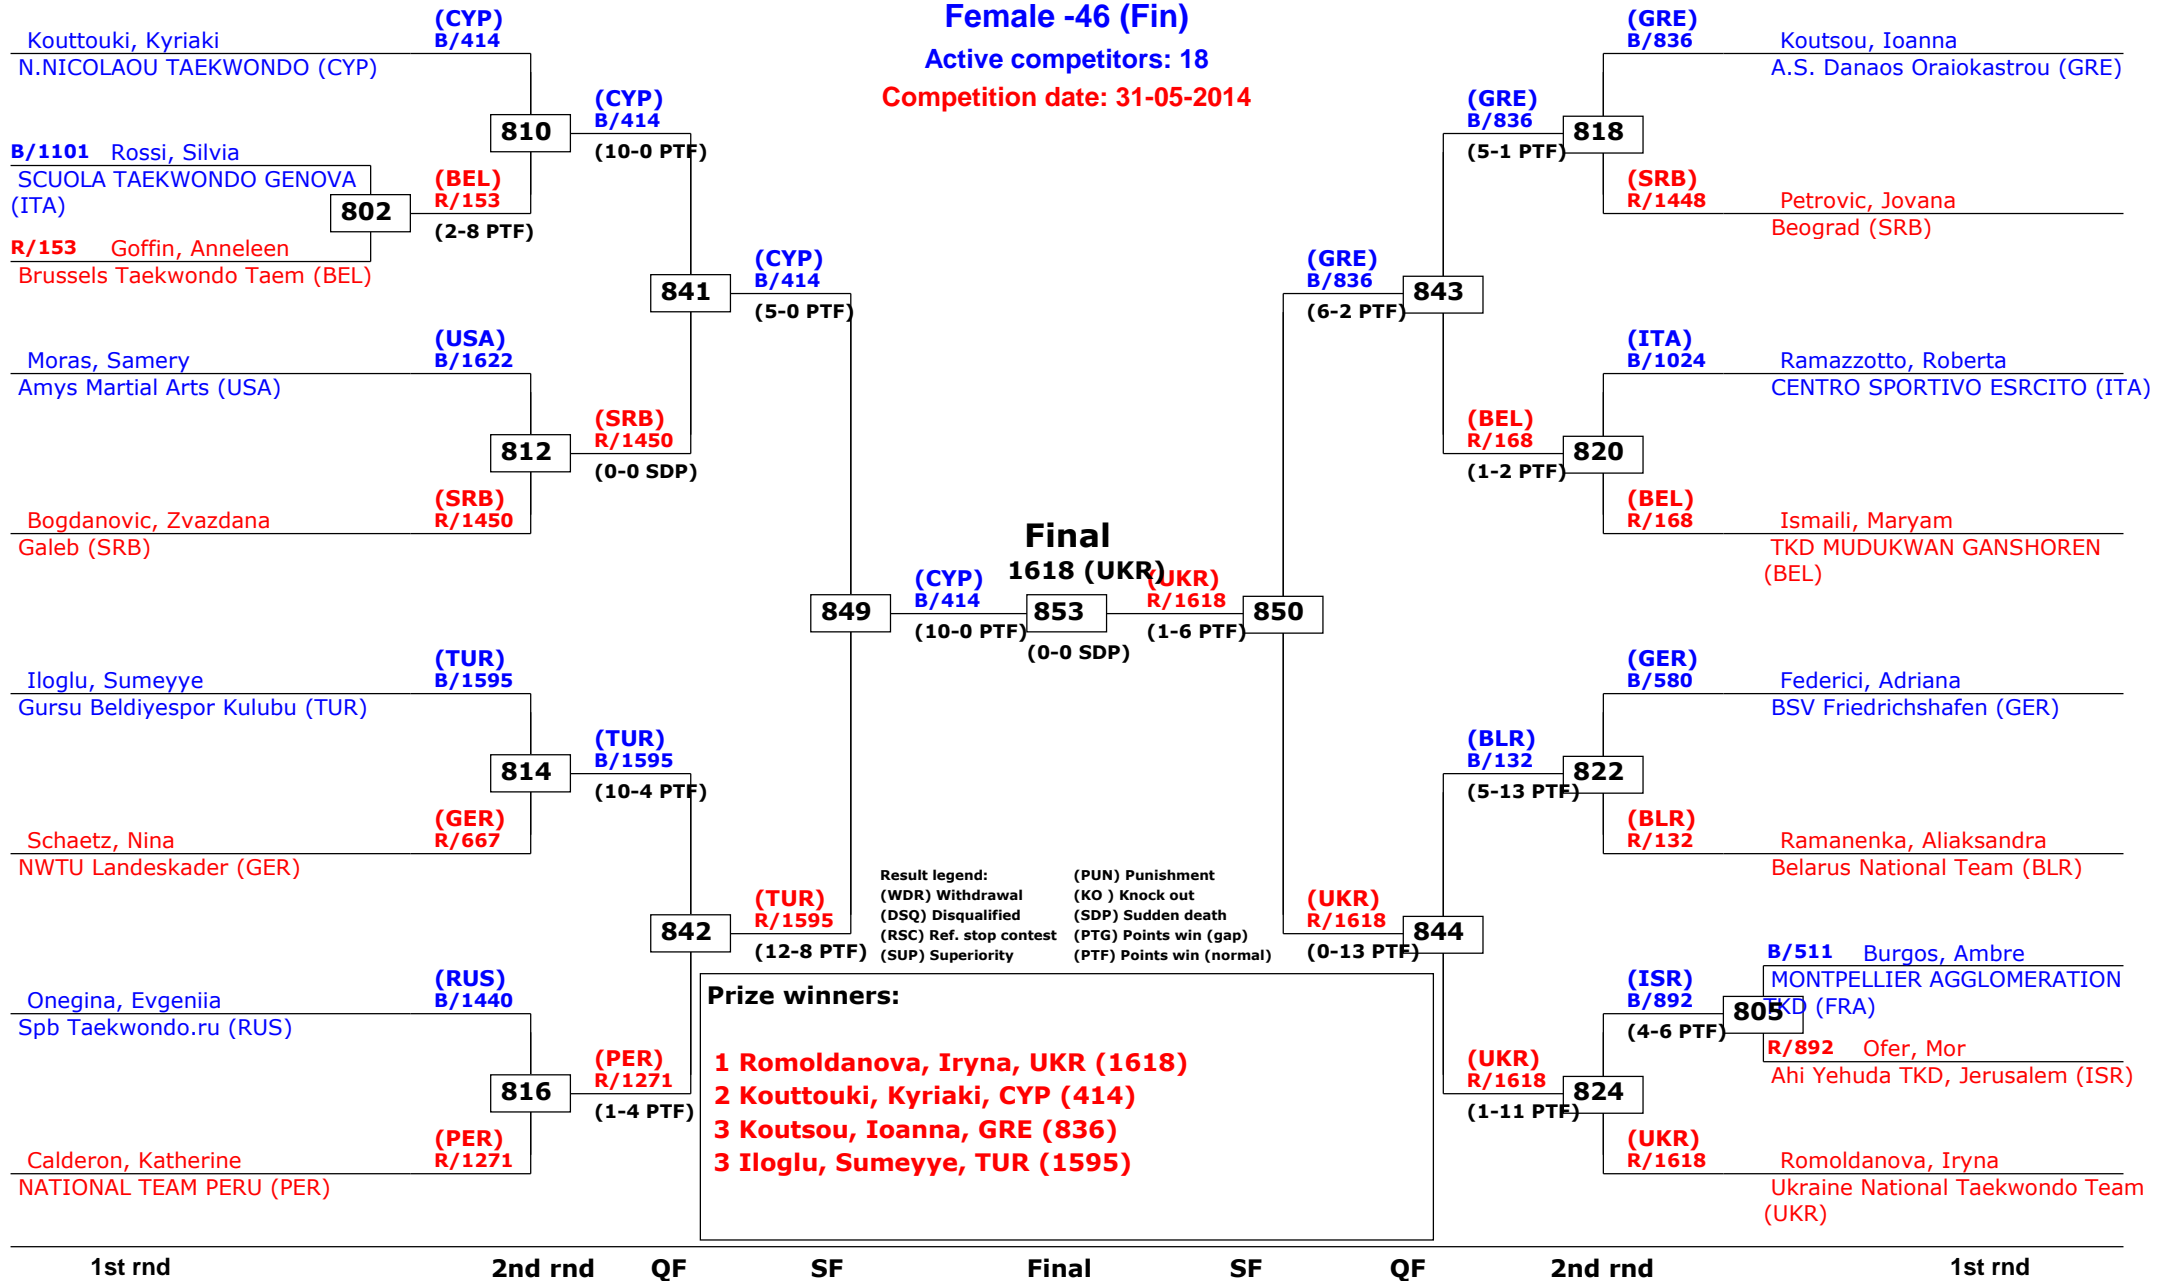 Female -46 (Fin)
Active competitors: 18
Competition date: 31-05-2014
(CYP)
B/414
Kouttouki, Kyriaki
N.NICOLAOU TAEKWONDO (CYP)
810
(CYP)
B/414
(10-0 PTF)
B/1101 Rossi, Silvia
SCUOLA TAEKWONDO GENOVA
(ITA)
802
(BEL)
R/153
(2-8 PTF)
R/153 Goffin, Anneleen
Brussels Taekwondo Taem (BEL)
841
(CYP)
B/414
(5-0 PTF)
(USA)
B/1622
Moras, Samery
Amys Martial Arts (USA)
812
(SRB)
R/1450
(0-0 SDP)
(SRB)
R/1450
Bogdanovic, Zvazdana
Galeb (SRB)
849
(CYP)
B/414
(10-0 PTF)
(TUR)
B/1595
Iloglu, Sumeyye
Gursu Beldiyespor Kulubu (TUR)
814
(TUR)
B/1595
(10-4 PTF)
(GER)
R/667
Schaetz, Nina
NWTU Landeskader (GER)
842
(TUR)
R/1595
(12-8 PTF)
(RUS)
B/1440
Onegina, Evgeniia
Spb Taekwondo.ru (RUS)
816
(PER)
R/1271
(1-4 PTF)
(PER)
R/1271
Calderon, Katherine
NATIONAL TEAM PERU (PER)
Final
1618 (UKR)
853
(0-0 SDP)
(UKR)
R/1618
(1-6 PTF)
850
(GRE)
B/836
Koutsou, Ioanna
A.S. Danaos Oraiokastrou (GRE)
(GRE)
B/836
(5-1 PTF)
818
(SRB)
R/1448
Petrovic, Jovana
Beograd (SRB)
(GRE)
B/836
(6-2 PTF)
843
(ITA)
B/1024
Ramazzotto, Roberta
CENTRO SPORTIVO ESRCITO (ITA)
(BEL)
R/168
(1-2 PTF)
820
(BEL)
R/168
Ismaili, Maryam
TKD MUDUKWAN GANSHOREN
(BEL)
(GER)
B/580
Federici, Adriana
BSV Friedrichshafen (GER)
(BLR)
B/132
(5-13 PTF)
822
(BLR)
R/132
Ramanenka, Aliaksandra
Belarus National Team (BLR)
(UKR)
R/1618
(0-13 PTF)
844
B/511 Burgos, Ambre
MONTPELLIER AGGLOMERATION
TKD (FRA)
(ISR)
B/892
(4-6 PTF)
805
R/892 Ofer, Mor
Ahi Yehuda TKD, Jerusalem (ISR)
(UKR)
R/1618
(1-11 PTF)
824
(UKR)
R/1618
Romoldanova, Iryna
Ukraine National Taekwondo Team
(UKR)
Result legend: (PUN) Punishment
(WDR) Withdrawal (KO ) Knock out
(DSQ) Disqualified (SDP) Sudden death
(RSC) Ref. stop contest (PTG) Points win (gap)
(SUP) Superiority (PTF) Points win (normal)
Prize winners:
1 Romoldanova, Iryna, UKR (1618)
2 Kouttouki, Kyriaki, CYP (414)
3 Koutsou, Ioanna, GRE (836)
3 Iloglu, Sumeyye, TUR (1595)
1st rnd 2nd rnd QF SF Final SF QF 2nd rnd 1st rnd